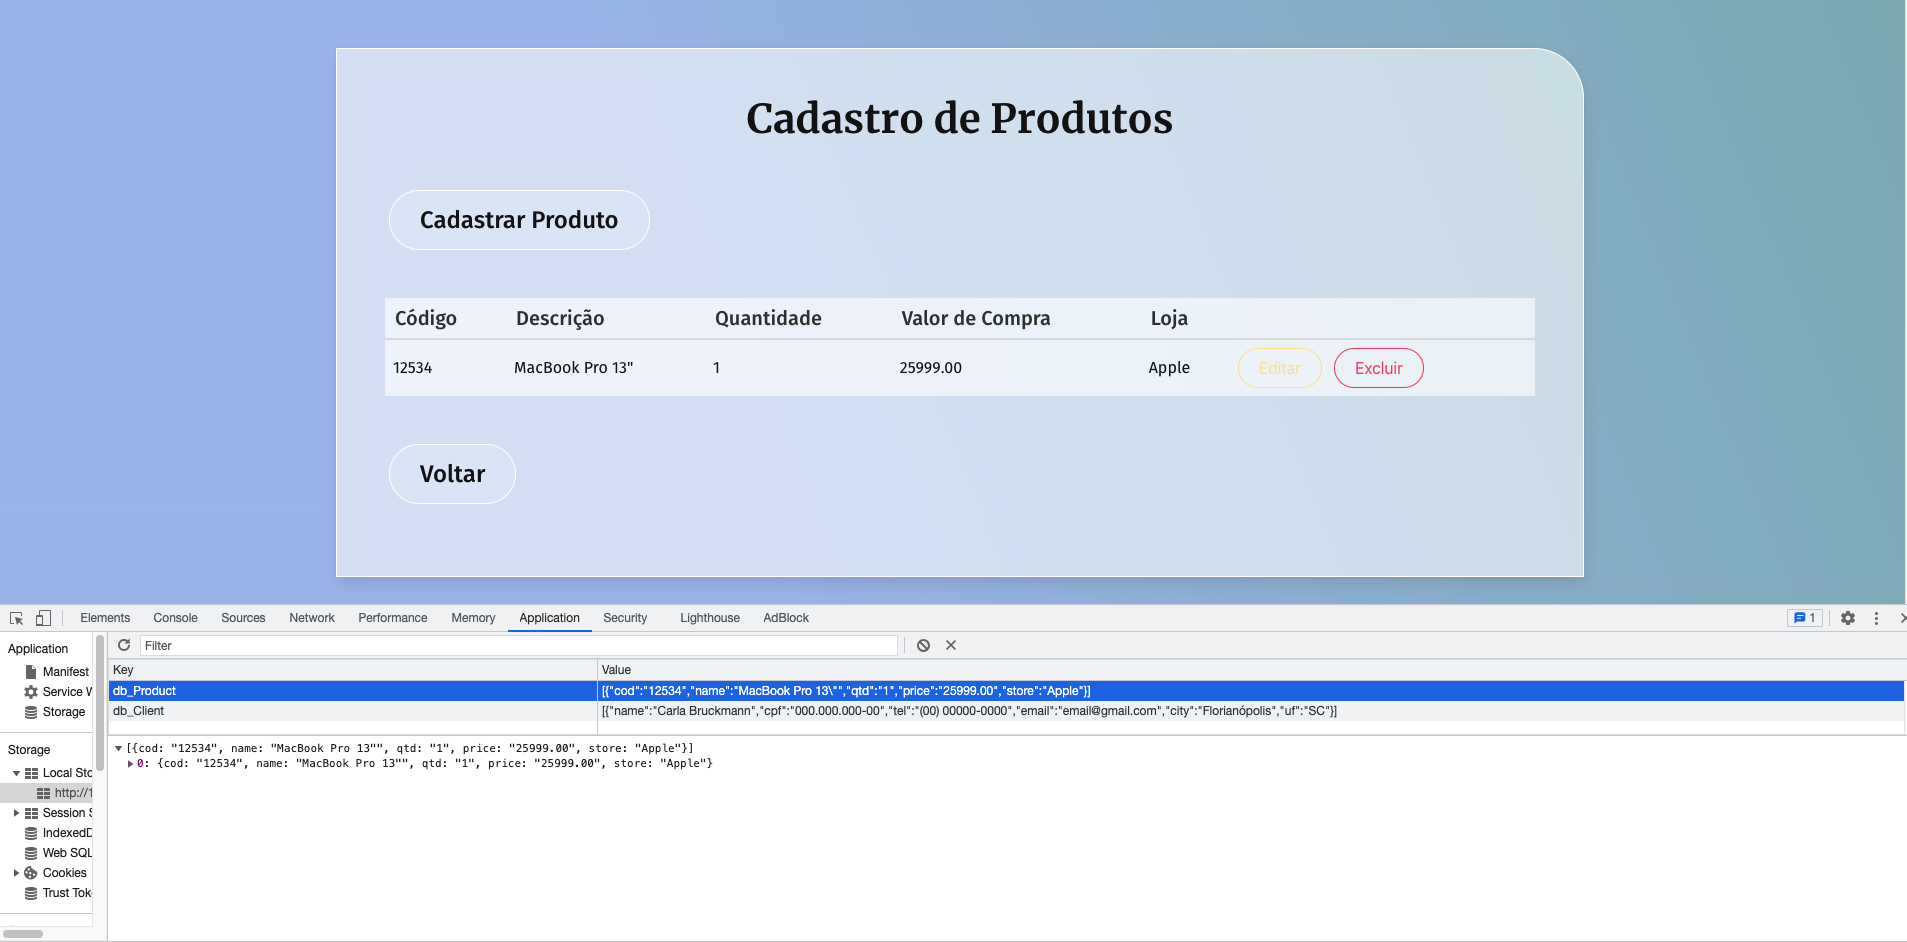 Cadastro de Produtos
Cadastrar Produto
Código Descrição Quantidade Valor de Compra Loja
12534 MacBook Pro 13" 1 25999.00 Apple Editar Excluir
Voltar
Elements Console Sources Network Performance Memory Application Security Lighthouse AdBlock 1
Application
Manifest
Service W
Storage
Storage
Local Sto
http://1
Session S
IndexedD
Web SQL
Cookies
Trust Tok
Filter
Key Value
db_Product [{"cod":"12534","name":"MacBook Pro 13\"","qtd":"1","price":"25999.00","store":"Apple"}]
db_Client [{"name":"Carla Bruckmann","cpf":"000.000.000-00","tel":"(00) 00000-0000","email":"email@gmail.com","city":"Florianópolis","uf":"SC"}]
[{cod: "12534", name: "MacBook Pro 13"", qtd: "1", price: "25999.00", store: "Apple"}]
0: {cod: "12534", name: "MacBook Pro 13"", qtd: "1", price: "25999.00", store: "Apple"}